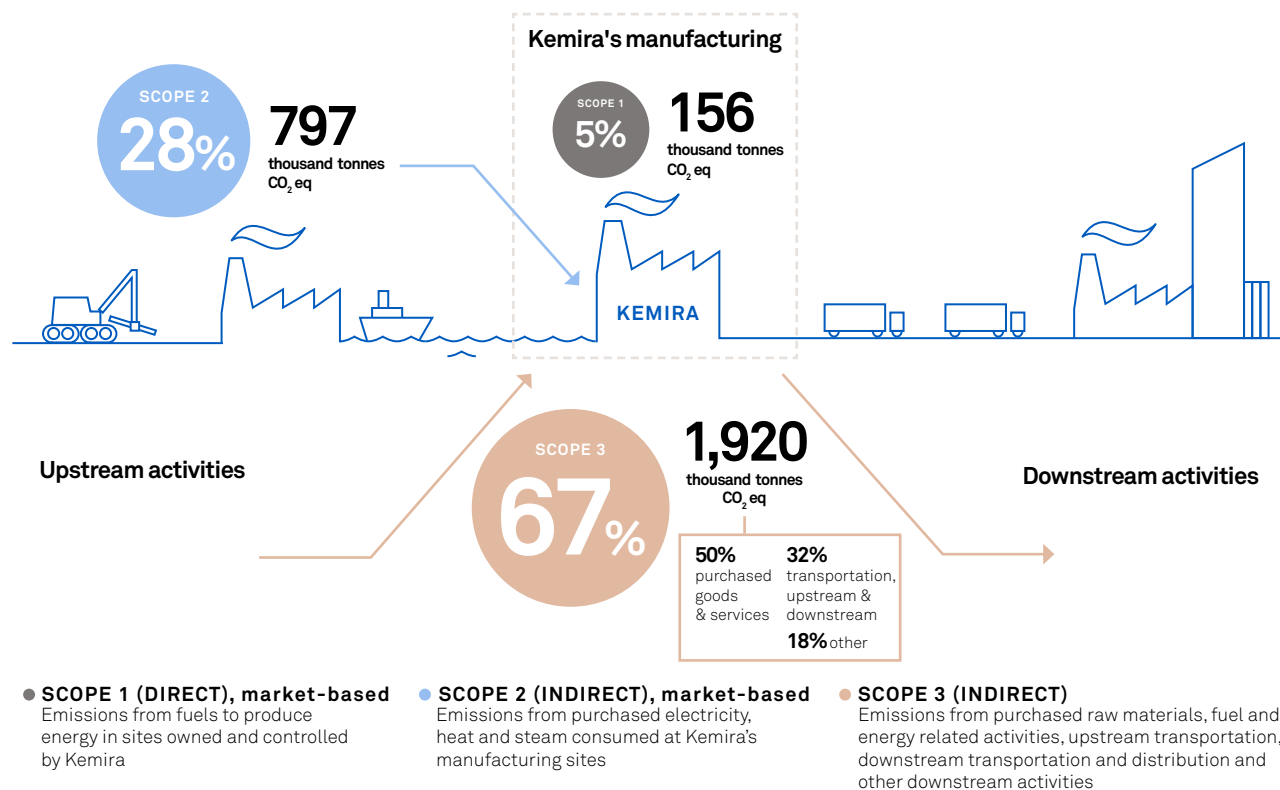 Kemira's manufacturing
SCOPE 2
28%
797
thousand tonnes
CO2 eq
SCOPE 1
5%
156
thousand tonnes
CO2 eq
KEMIRA
Upstream activities
SCOPE 3
67%
1,920
thousand tonnes
CO2 eq
Downstream activities
50%
purchased
goods
& services
32%
transportation,
upstream &
downstream
18% other
SCOPE 1 (DIRECT), market-based
Emissions from fuels to produce
energy in sites owned and controlled
by Kemira
SCOPE 2 (INDIRECT), market-based
Emissions from purchased electricity,
heat and steam consumed at Kemira’s
manufacturing sites
SCOPE 3 (INDIRECT)
Emissions from purchased raw materials, fuel and
energy related activities, upstream transportation,
downstream transportation and distribution and
other downstream activities